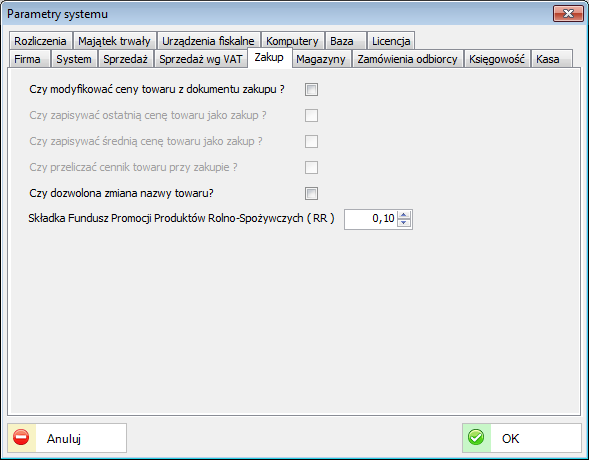 Parametry systemu
Rozliczenia Majątek trwały Urządzenia fiskalne Komputery Baza Licencja
Firma System Sprzedaż Sprzedaż wg VAT Zakup Magazyny Zamówienia odbiorcy Księgowość Kasa
Czy modyfikować ceny towaru z dokumentu zakupu ?
Czy zapisywać ostatnią cenę towaru jako zakup ?
Czy zapisywać średnią cenę towaru jako zakup ?
Czy przeliczać cennik towaru przy zakupie ?
Czy dozwolona zmiana nazwy towaru?
Składka Fundusz Promocji Produktów Rolno-Spożywczych ( RR ) 0,10
Anuluj OK